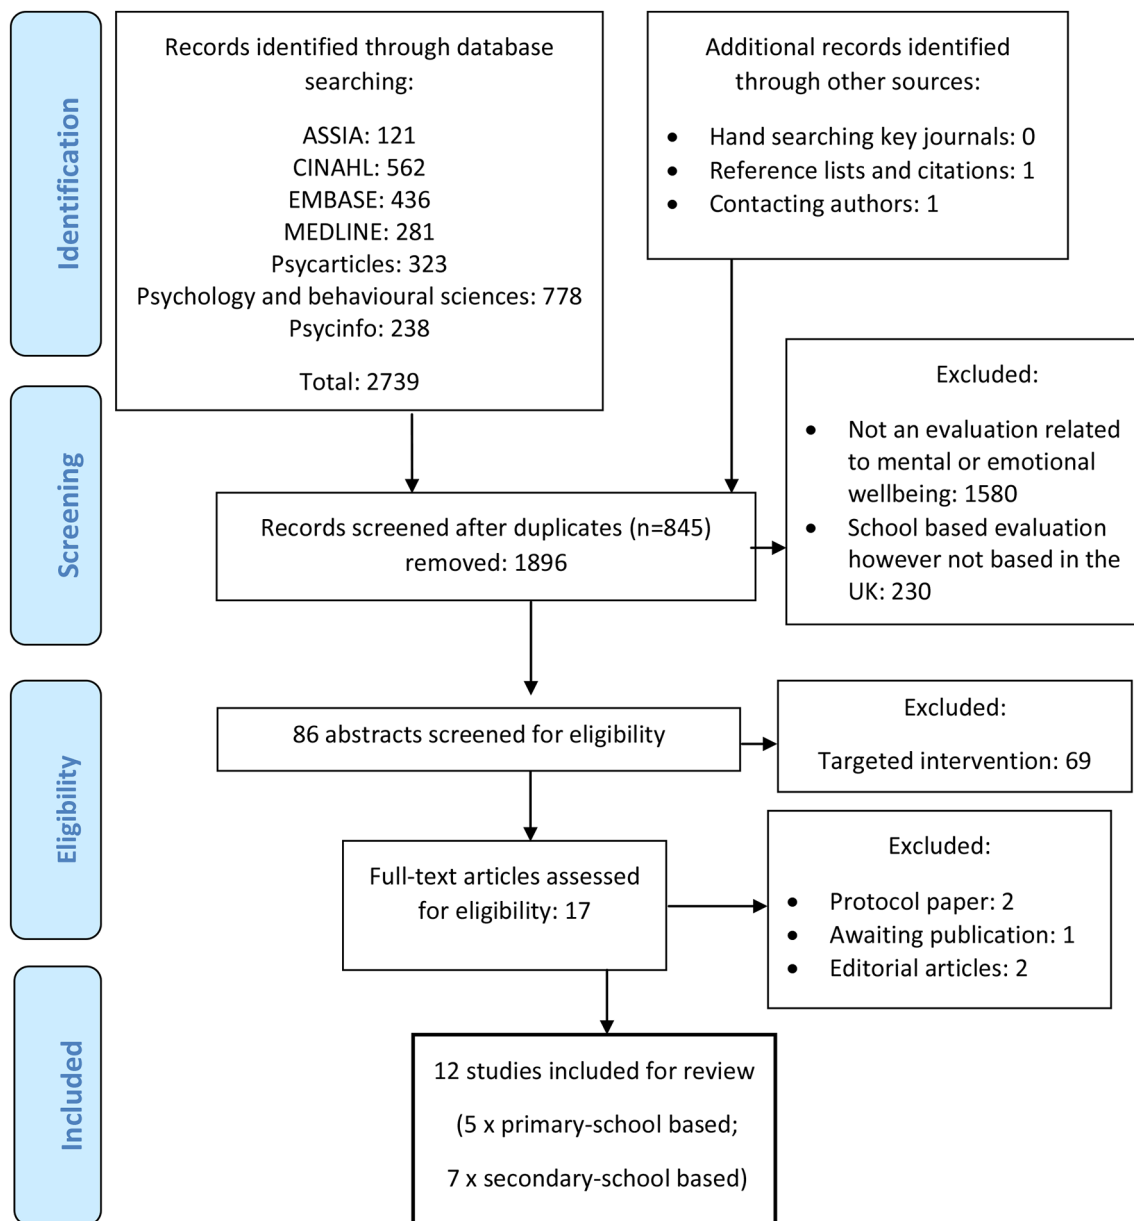 Identification
Records identified through database
searching:
ASSIA: 121
CINAHL: 562
EMBASE: 436
MEDLINE: 281
Psycarticles: 323
Psychology and behavioural sciences: 778
Psycinfo: 238
Total: 2739
Additional records identified
through other sources:
• Hand searching key journals: 0
• Reference lists and citations: 1
• Contacting authors: 1
Screening
Records screened after duplicates (n=845)
removed: 1896
Excluded:
• Not an evaluation related
to mental or emotional
wellbeing: 1580
• School based evaluation
however not based in the
UK: 230
Eligibility
86 abstracts screened for eligibility
Excluded:
Targeted intervention: 69
Full-text articles assessed
for eligibility: 17
Excluded:
• Protocol paper: 2
• Awaiting publication: 1
• Editorial articles: 2
Included
12 studies included for review
(5 x primary-school based;
7 x secondary-school based)